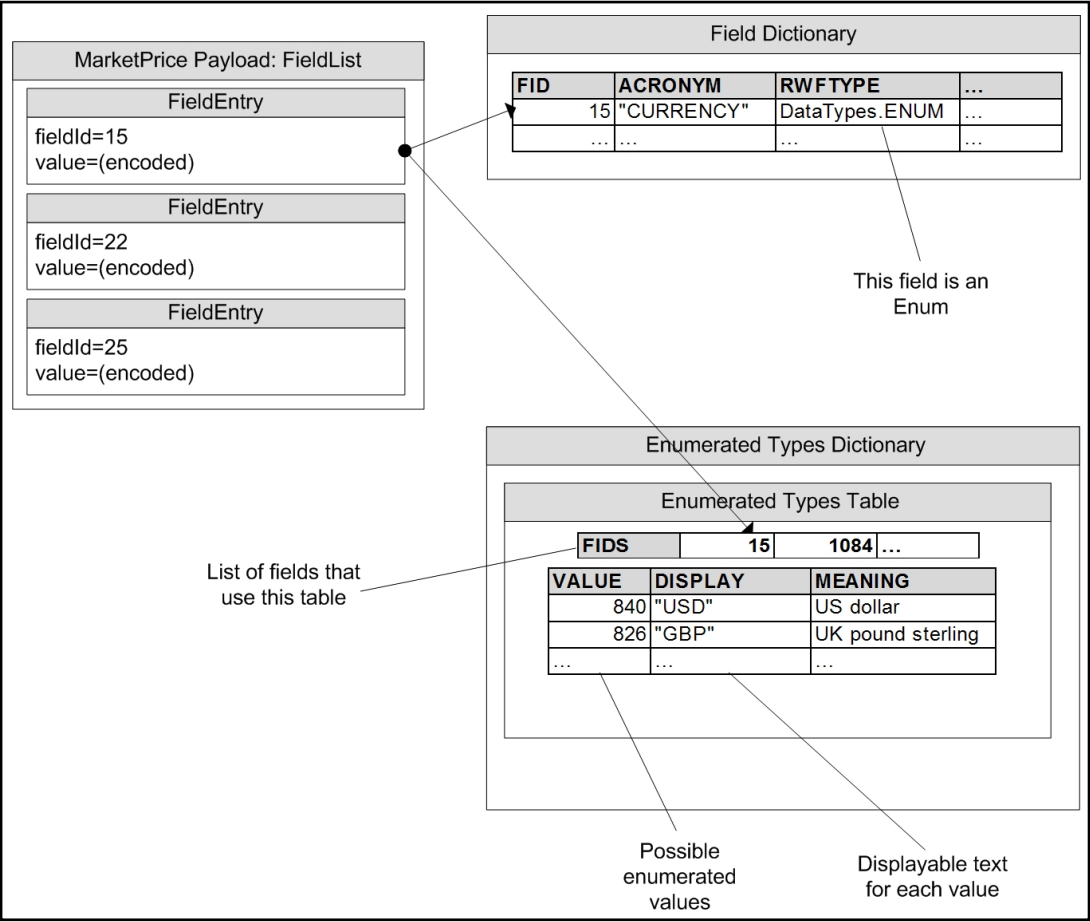 MarketPrice Payload: FieldList
FieldEntry
fieldId=15
value=(encoded)
FieldEntry
fieldId=22
value=(encoded)
FieldEntry
fieldId=25
value=(encoded)
Field Dictionary
FID ACRONYM RWFTYPE ...
15 "CURRENCY" DataTypes.ENUM ...
... ... ... ...
This field is an
Enum
Enumerated Types Dictionary
Enumerated Types Table
FIDS 15 1084 ...
VALUE DISPLAY MEANING
840 "USD" US dollar
826 "GBP" UK pound sterling
... ... ...
List of fields that
use this table
Possible
enumerated
values
Displayable text
for each value